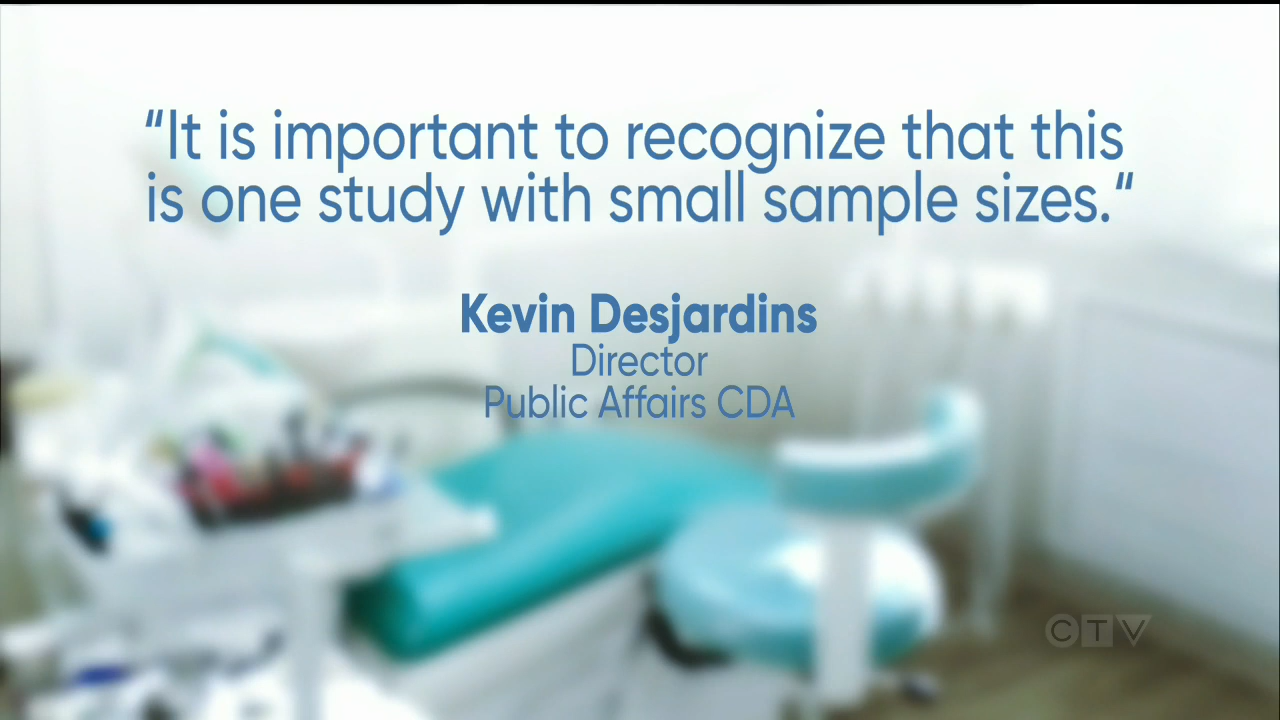 “It is important to recognize that this
is one study with small sample sizes.“
Kevin Desjardins
Director
Public Affairs CDA
CTV